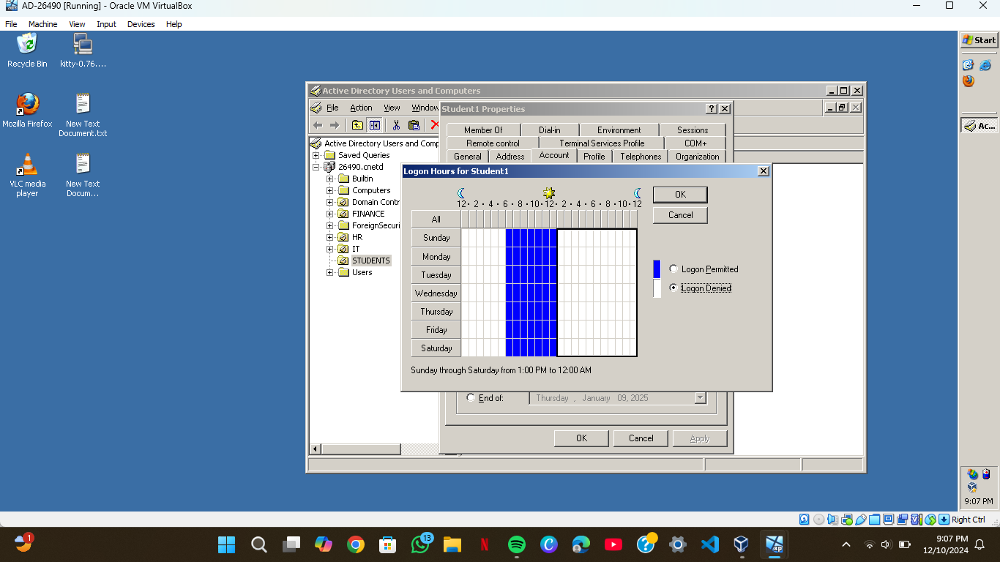 AD-26490 [Running] - Oracle VM VirtualBox
File Machine View Input Devices Help
Recycle Bin
kitty-0.76....
Mozilla Firefox
New Text Document.txt
VLC media player
New Text Docum...
Start
Ac...
9:07 PM
Active Directory Users and Computers
File Action View Window
Active Directory Users and Comp
Saved Queries
26490.cnetd
Builtin
Computers
Domain Contr
FINANCE
ForeignSecuri
HR
IT
STUDENTS
Users
Student1 Properties
Member Of Dial-in Environment Sessions
Remote control Terminal Services Profile COM+
General Address Account Profile Telephones Organization
Logon Hours for Student1
12 · 2 · 4 · 6 · 8 · 10 · 12 · 2 · 4 · 6 · 8 · 10 · 12
All
Sunday
Monday
Tuesday
Wednesday
Thursday
Friday
Saturday
OK
Cancel
Logon Permitted
Logon Denied
Sunday through Saturday from 1:00 PM to 12:00 AM
End of: Thursday , January 09, 2025
OK Cancel Apply
Right Ctrl
1
13
XP
9:07 PM
12/10/2024